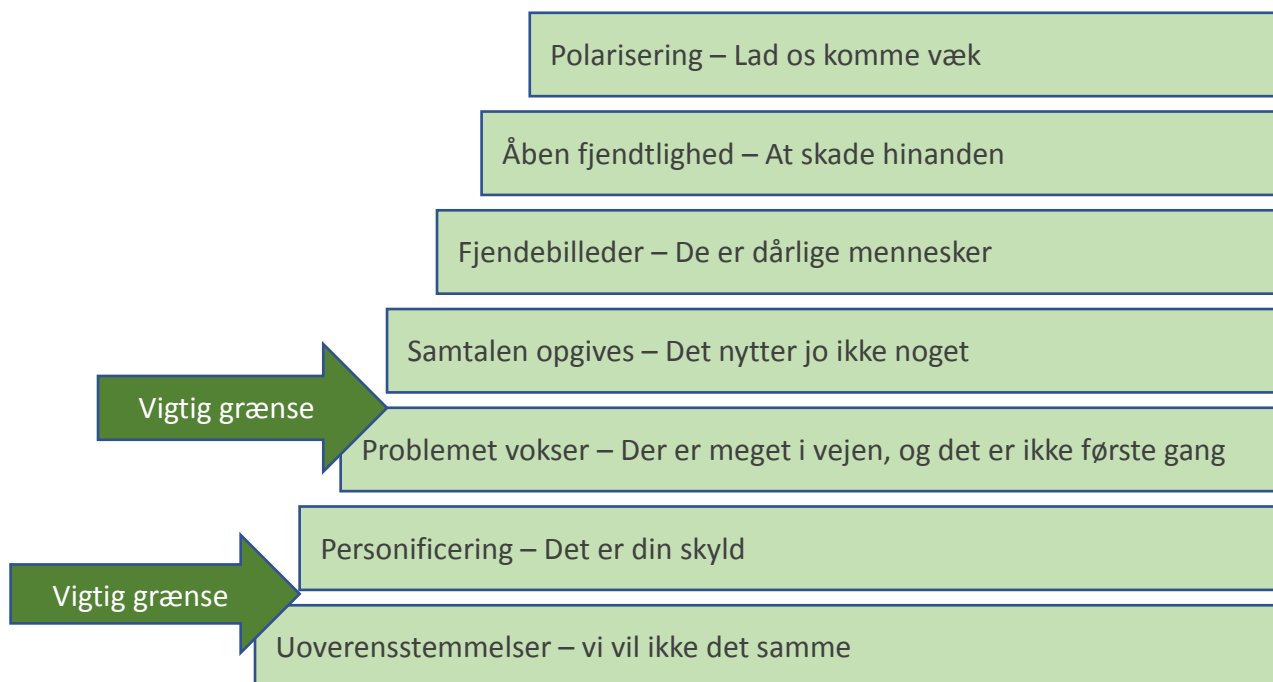 Polarisering – Lad os komme væk
Åben fjendtlighed – At skade hinanden
Fjendebilleder – De er dårlige mennesker
Samtalen opgives – Det nytter jo ikke noget
Vigtig grænse
Problemet vokser – Der er meget i vejen, og det er ikke første gang
Personificering – Det er din skyld
Vigtig grænse
Uoverensstemmelser – vi vil ikke det samme